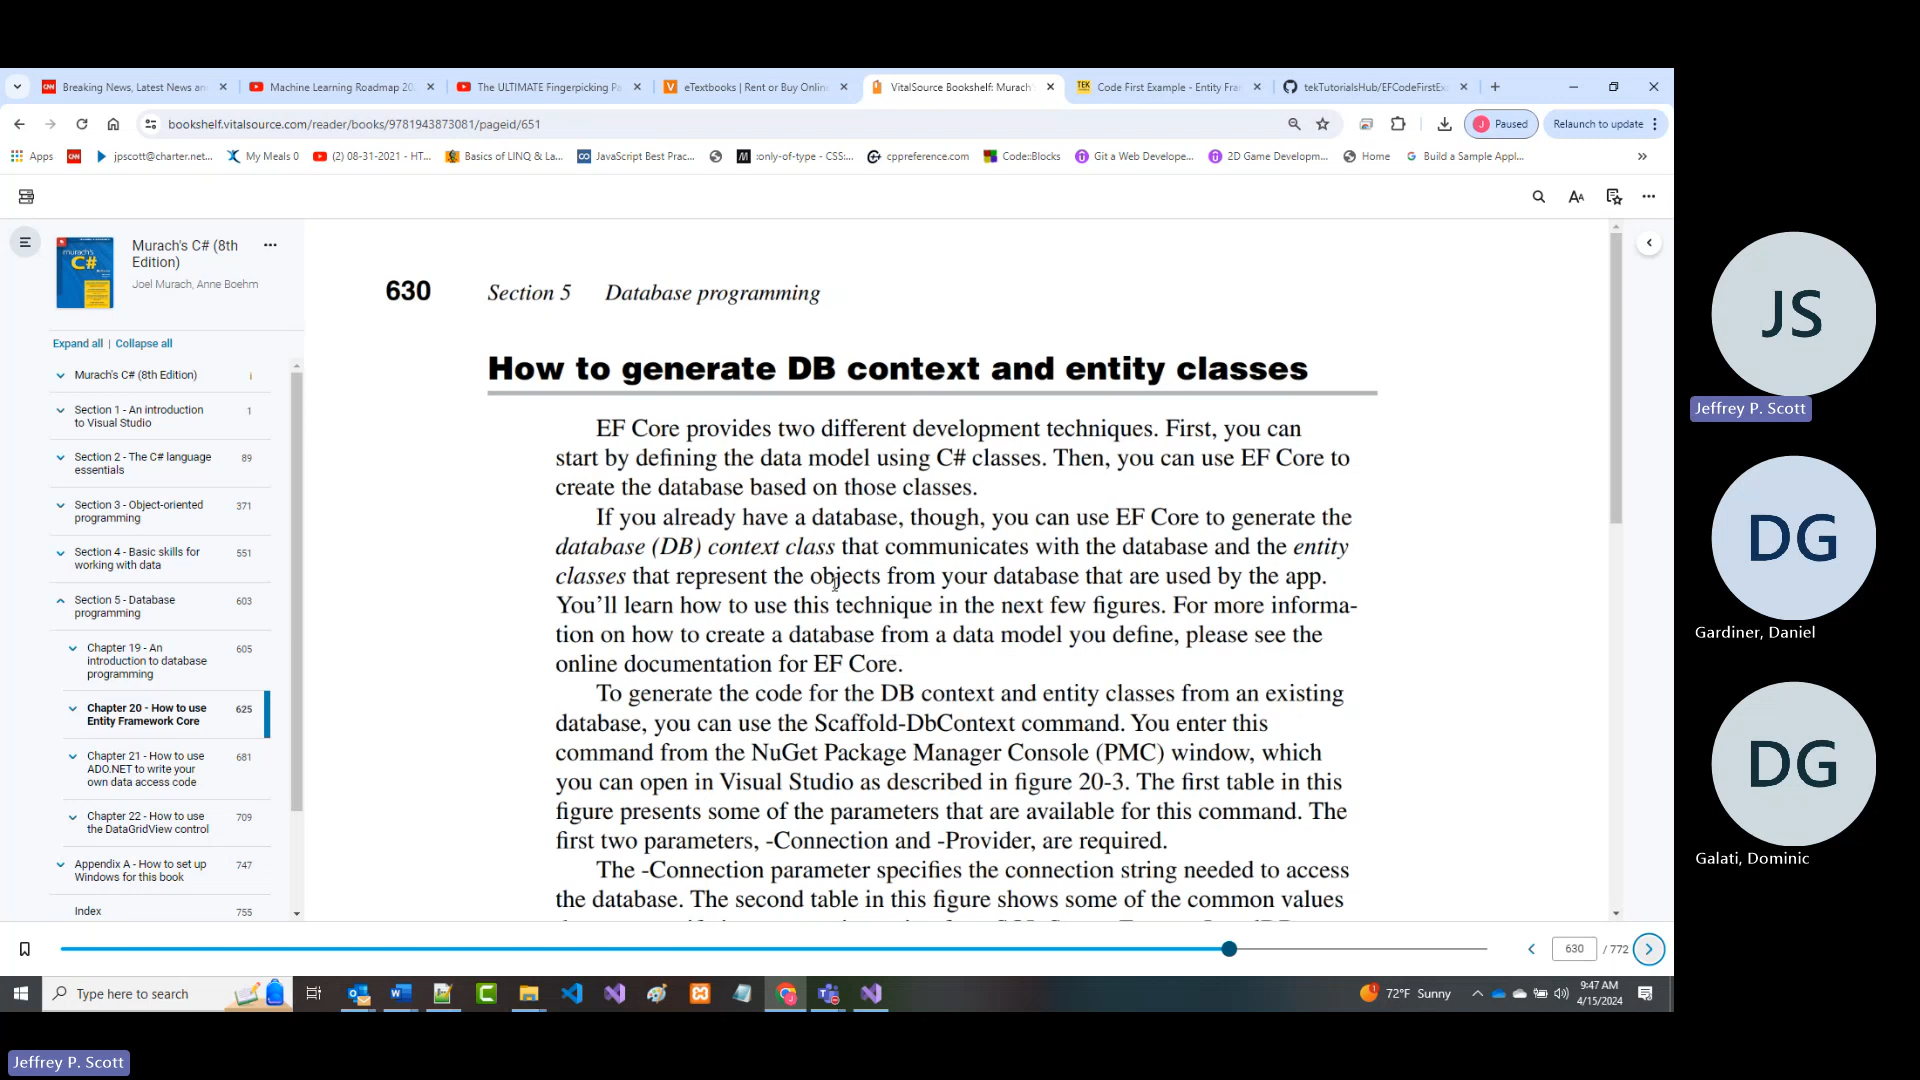 Breaking News, Latest News an
Machine Learning Roadmap 20
The ULTIMATE Fingerpicking Pa
eTextbooks | Rent or Buy Online
VitalSource Bookshelf: Murach'
Code First Example - Entity Fra
tekTutorialsHub/EFCodeFirstEx
bookshelf.vitalsource.com/reader/books/9781943873081/pageid/651
J
Paused
Relaunch to update
Apps
jpscott@charter.net...
My Meals 0
(2) 08-31-2021 - HT...
Basics of LINQ & La...
JavaScript Best Prac...
:only-of-type - CSS:...
cppreference.com
Code::Blocks
Git a Web Develope...
2D Game Developm...
Home
Build a Sample Appl...
Murach's C# (8th
Edition)
Joel Murach, Anne Boehm
Expand all | Collapse all
Murach's C# (8th Edition) i
Section 1 - An introduction 1
to Visual Studio
Section 2 - The C# language 89
essentials
Section 3 - Object-oriented 371
programming
Section 4 - Basic skills for 551
working with data
Section 5 - Database 603
programming
Chapter 19 - An 605
introduction to database
programming
Chapter 20 - How to use 625
Entity Framework Core
Chapter 21 - How to use 681
ADO.NET to write your
own data access code
Chapter 22 - How to use 709
the DataGridView control
Appendix A - How to set up 747
Windows for this book
Index 755
630 Section 5 Database programming
How to generate DB context and entity classes
EF Core provides two different development techniques. First, you can
start by defining the data model using C# classes. Then, you can use EF Core to
create the database based on those classes.
If you already have a database, though, you can use EF Core to generate the
database (DB) context class that communicates with the database and the entity
classes that represent the objects from your database that are used by the app.
You'll learn how to use this technique in the next few figures. For more informa-
tion on how to create a database from a data model you define, please see the
online documentation for EF Core.
To generate the code for the DB context and entity classes from an existing
database, you can use the Scaffold-DbContext command. You enter this
command from the NuGet Package Manager Console (PMC) window, which
you can open in Visual Studio as described in figure 20-3. The first table in this
figure presents some of the parameters that are available for this command. The
first two parameters, -Connection and -Provider, are required.
The -Connection parameter specifies the connection string needed to access
the database. The second table in this figure shows some of the common values
630 / 772
Type here to search
72°F Sunny
9:47 AM
4/15/2024
JS
Jeffrey P. Scott
DG
Gardiner, Daniel
DG
Galati, Dominic
Jeffrey P. Scott